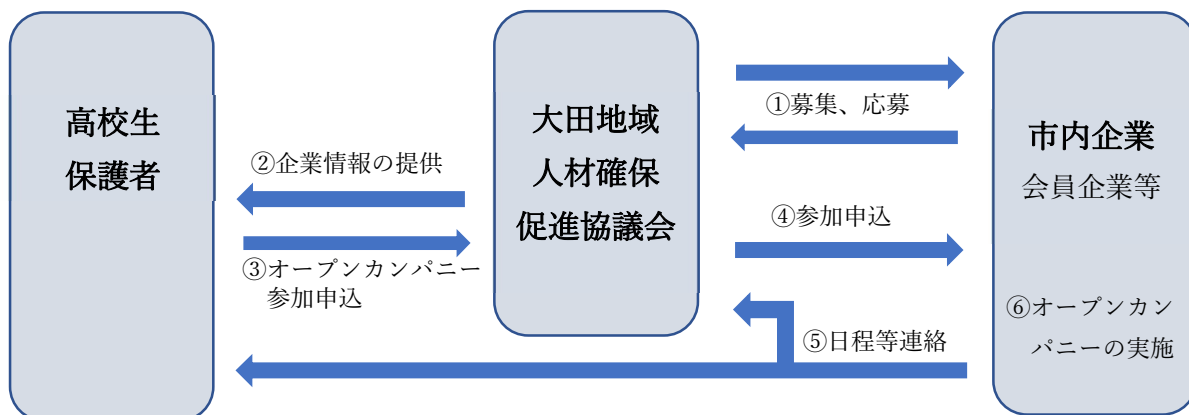 高校生
保護者
②企業情報の提供
③オープンカンパニー
参加申込
大田地域
人材確保
促進協議会
①募集、応募
④参加申込
⑤日程等連絡
市内企業
会員企業等
⑥オープンカン
パニーの実施